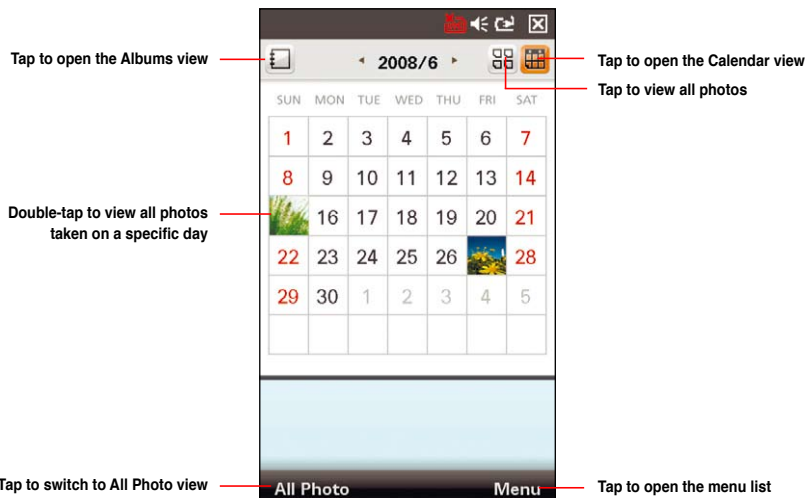 Tap to open the Albums view
2008/6
Tap to open the Calendar view
Tap to view all photos
SUN MON TUE WED THU FRI SAT
1 2 3 4 5 6 7
8 9 10 11 12 13 14
16 17 18 19 20 21
22 23 24 25 26 28
29 30 1 2 3 4 5
Double-tap to view all photos
taken on a specific day
Tap to switch to All Photo view
All Photo Menu
Tap to open the menu list